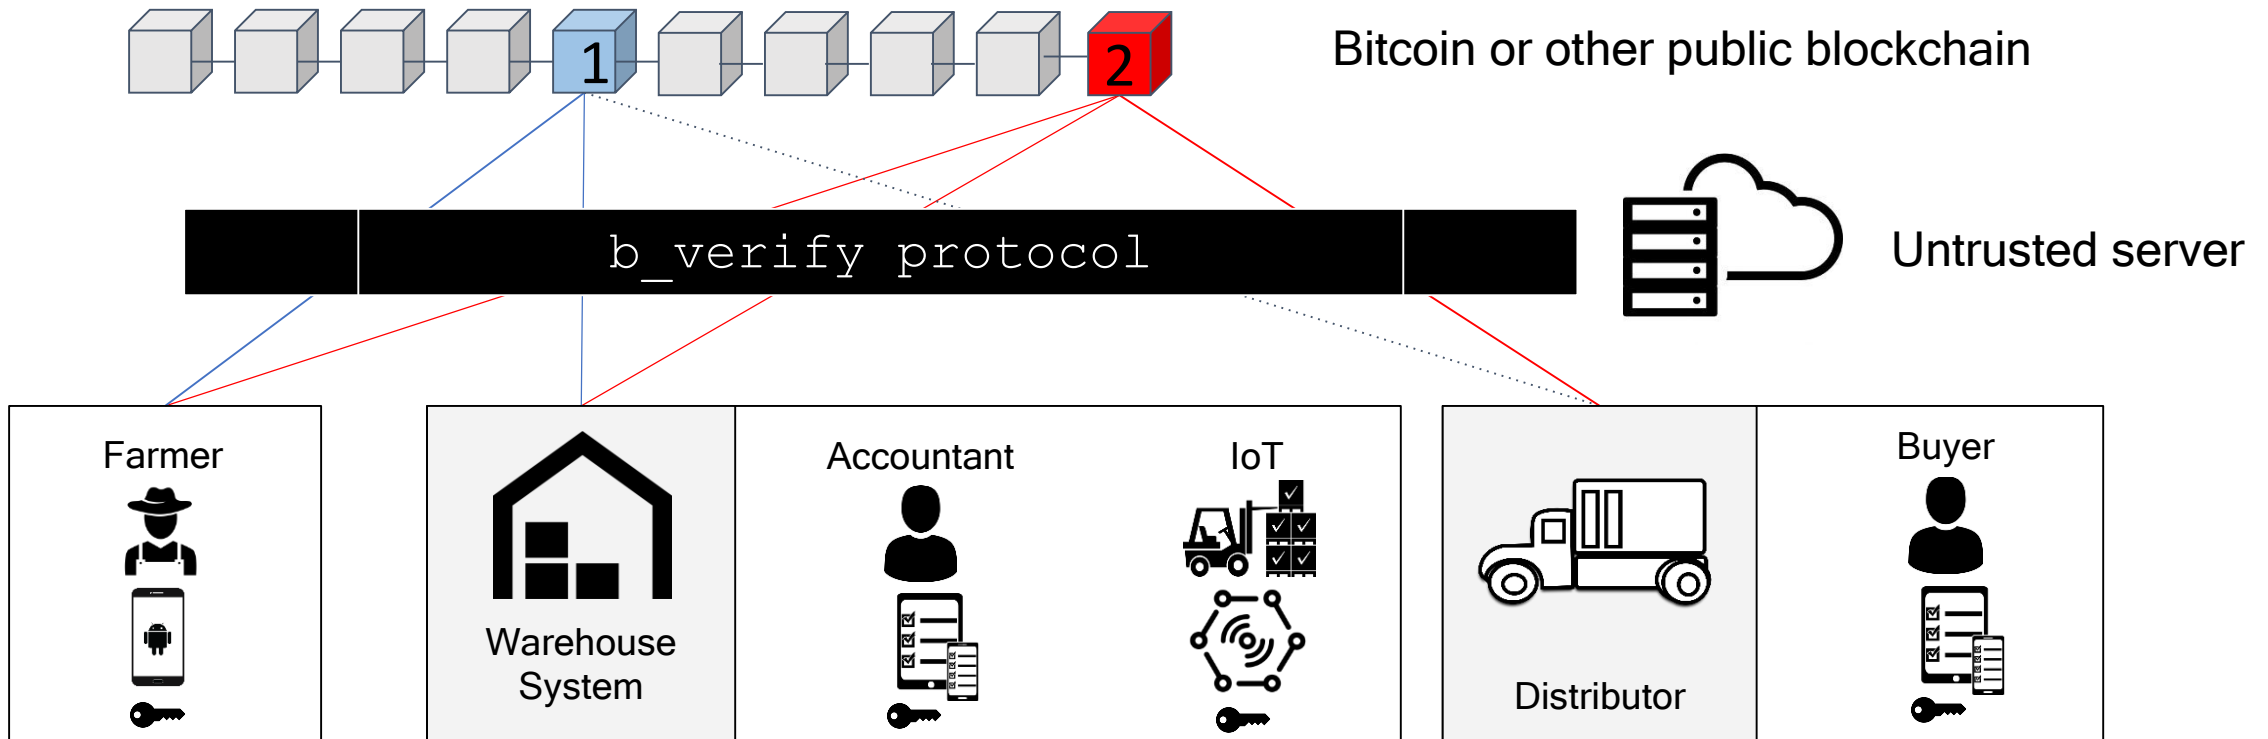 1
2
Bitcoin or other public blockchain
b_verify protocol
Untrusted server
Farmer
Warehouse
System
Accountant
IoT
Distributor
Buyer